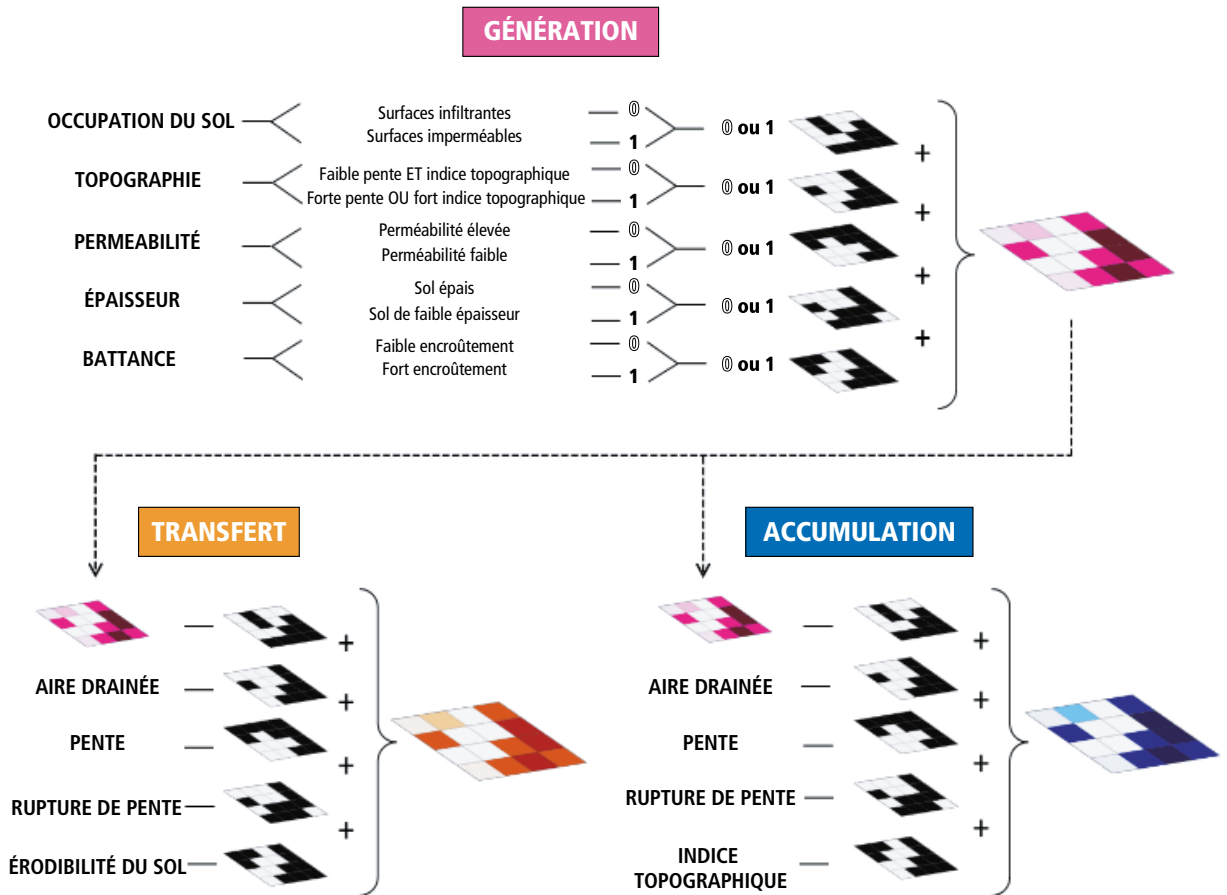 GÉNÉRATION
OCCUPATION DU SOL
Surfaces infiltrantes
0
Surfaces imperméables
1
0 ou 1
+
TOPOGRAPHIE
Faible pente ET indice topographique
0
Forte pente OU fort indice topographique
1
0 ou 1
+
PERMEABILITÉ
Perméabilité élevée
0
Perméabilité faible
1
0 ou 1
+
ÉPAISSEUR
Sol épais
0
Sol de faible épaisseur
1
0 ou 1
+
BATTANCE
Faible encroûtement
0
Fort encroûtement
1
0 ou 1
TRANSFERT
+
AIRE DRAINÉE
+
PENTE
+
RUPTURE DE PENTE
+
ÉRODIBILITÉ DU SOL
ACCUMULATION
+
AIRE DRAINÉE
+
PENTE
+
RUPTURE DE PENTE
+
INDICE
TOPOGRAPHIQUE